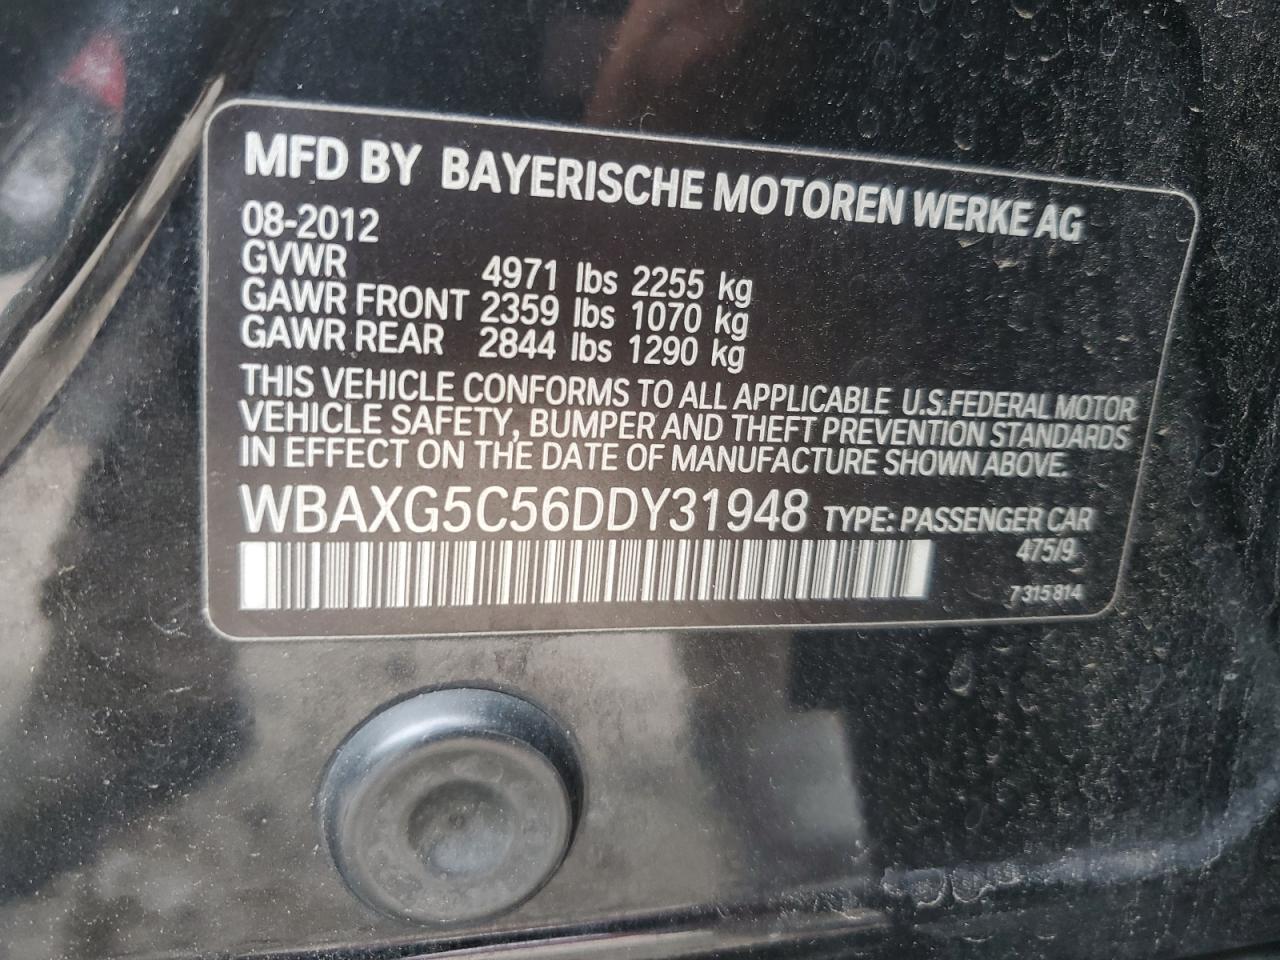 MFD BY BAYERISCHE MOTOREN WERKE AG
08-2012
GVWR 4971 lbs 2255 kg
GAWR FRONT 2359 lbs 1070 kg
GAWR REAR 2844 lbs 1290 kg
THIS VEHICLE CONFORMS TO ALL APPLICABLE U.S.FEDERAL MOTOR
VEHICLE SAFETY, BUMPER AND THEFT PREVENTION STANDARDS
IN EFFECT ON THE DATE OF MANUFACTURE SHOWN ABOVE.
WBAXG5C56DDY31948 TYPE: PASSENGER CAR
475/9
7315814